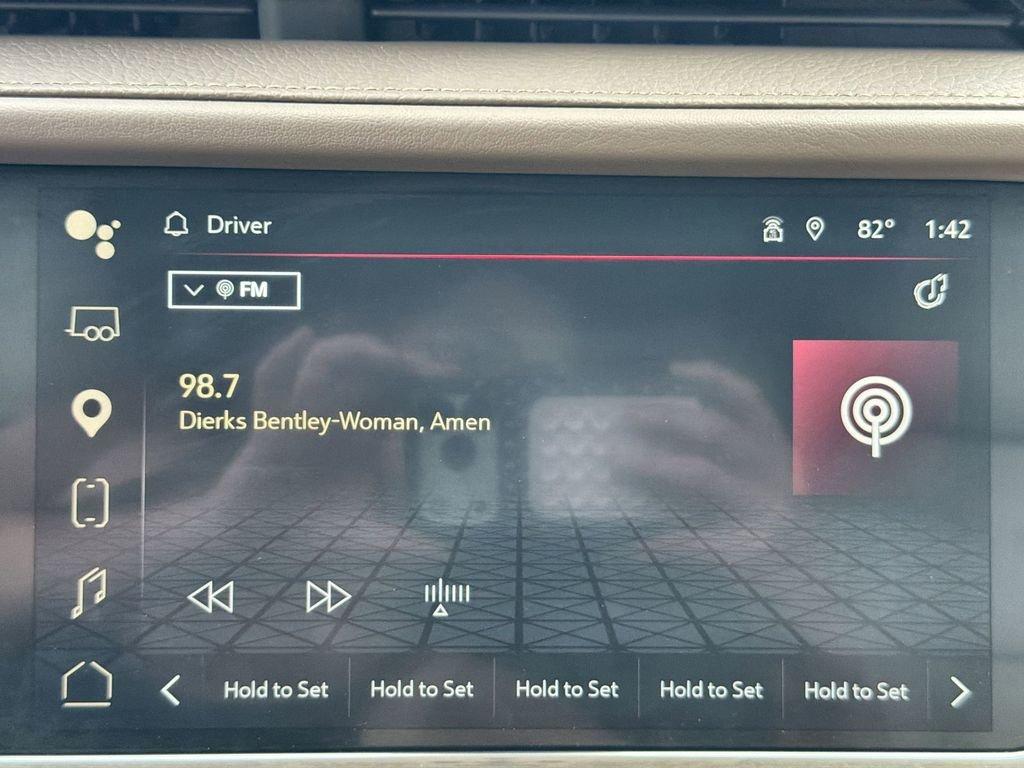 Driver
82° 1:42
FM
98.7
Dierks Bentley-Woman, Amen
Hold to Set Hold to Set Hold to Set Hold to Set Hold to Set